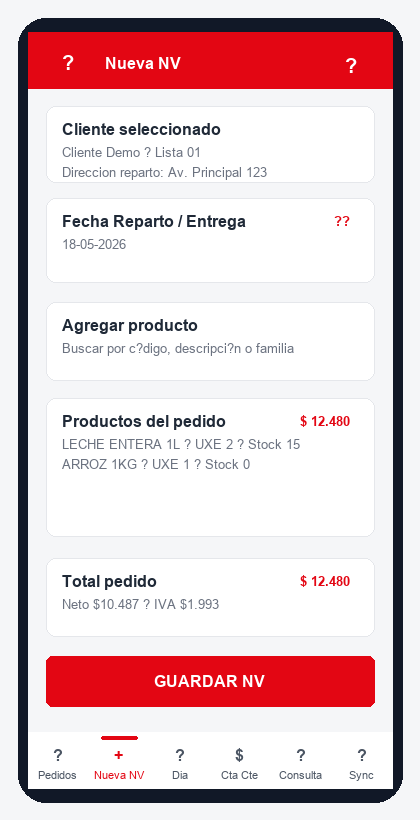 ? Nueva NV ?
Cliente seleccionado
Cliente Demo ? Lista 01
Direccion reparto: Av. Principal 123
Fecha Reparto / Entrega ??
18-05-2026
Agregar producto
Buscar por c?digo, descripci?n o familia
Productos del pedido $ 12.480
LECHE ENTERA 1L ? UXE 2 ? Stock 15
ARROZ 1KG ? UXE 1 ? Stock 0
Total pedido $ 12.480
Neto $10.487 ? IVA $1.993
GUARDAR NV
? + ? $ ? ?
Pedidos Nueva NV Dia Cta Cte Consulta Sync